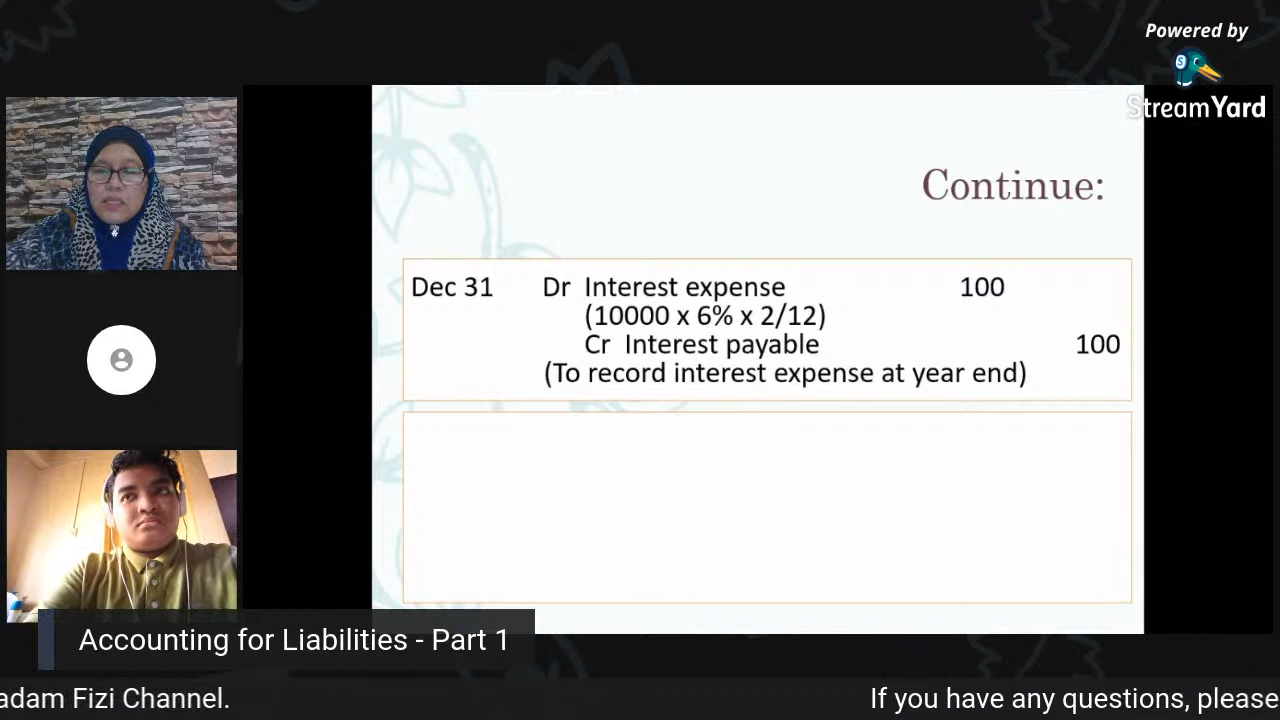 Powered by
StreamYard
Continue:
Dec 31 Dr Interest expense 100
(10000 x 6% x 2/12)
Cr Interest payable 100
(To record interest expense at year end)
Accounting for Liabilities - Part 1
adam Fizi Channel. If you have any questions, please